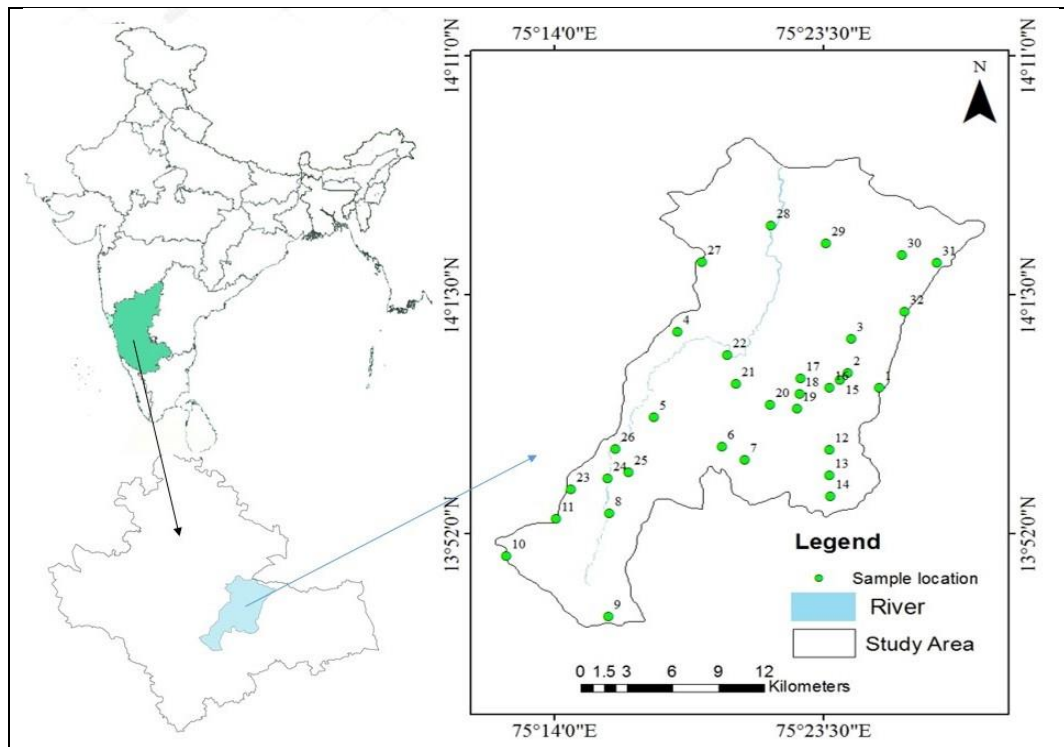 75°14'0"E 75°23'30"E
14°11'0"N 14°11'0"N
N
28
29
27
30
31
14°1'30"N 14°1'30"N
32
4
3
22
2
17
16
1
21
18
15
20
19
5
26
6
12
7
25
24
13
23
14
8
11
13°52'0"N 13°52'0"N
10
9
Legend
Sample location
River
Study Area
0 1.5 3 6 9 12
Kilometers
75°14'0"E 75°23'30"E